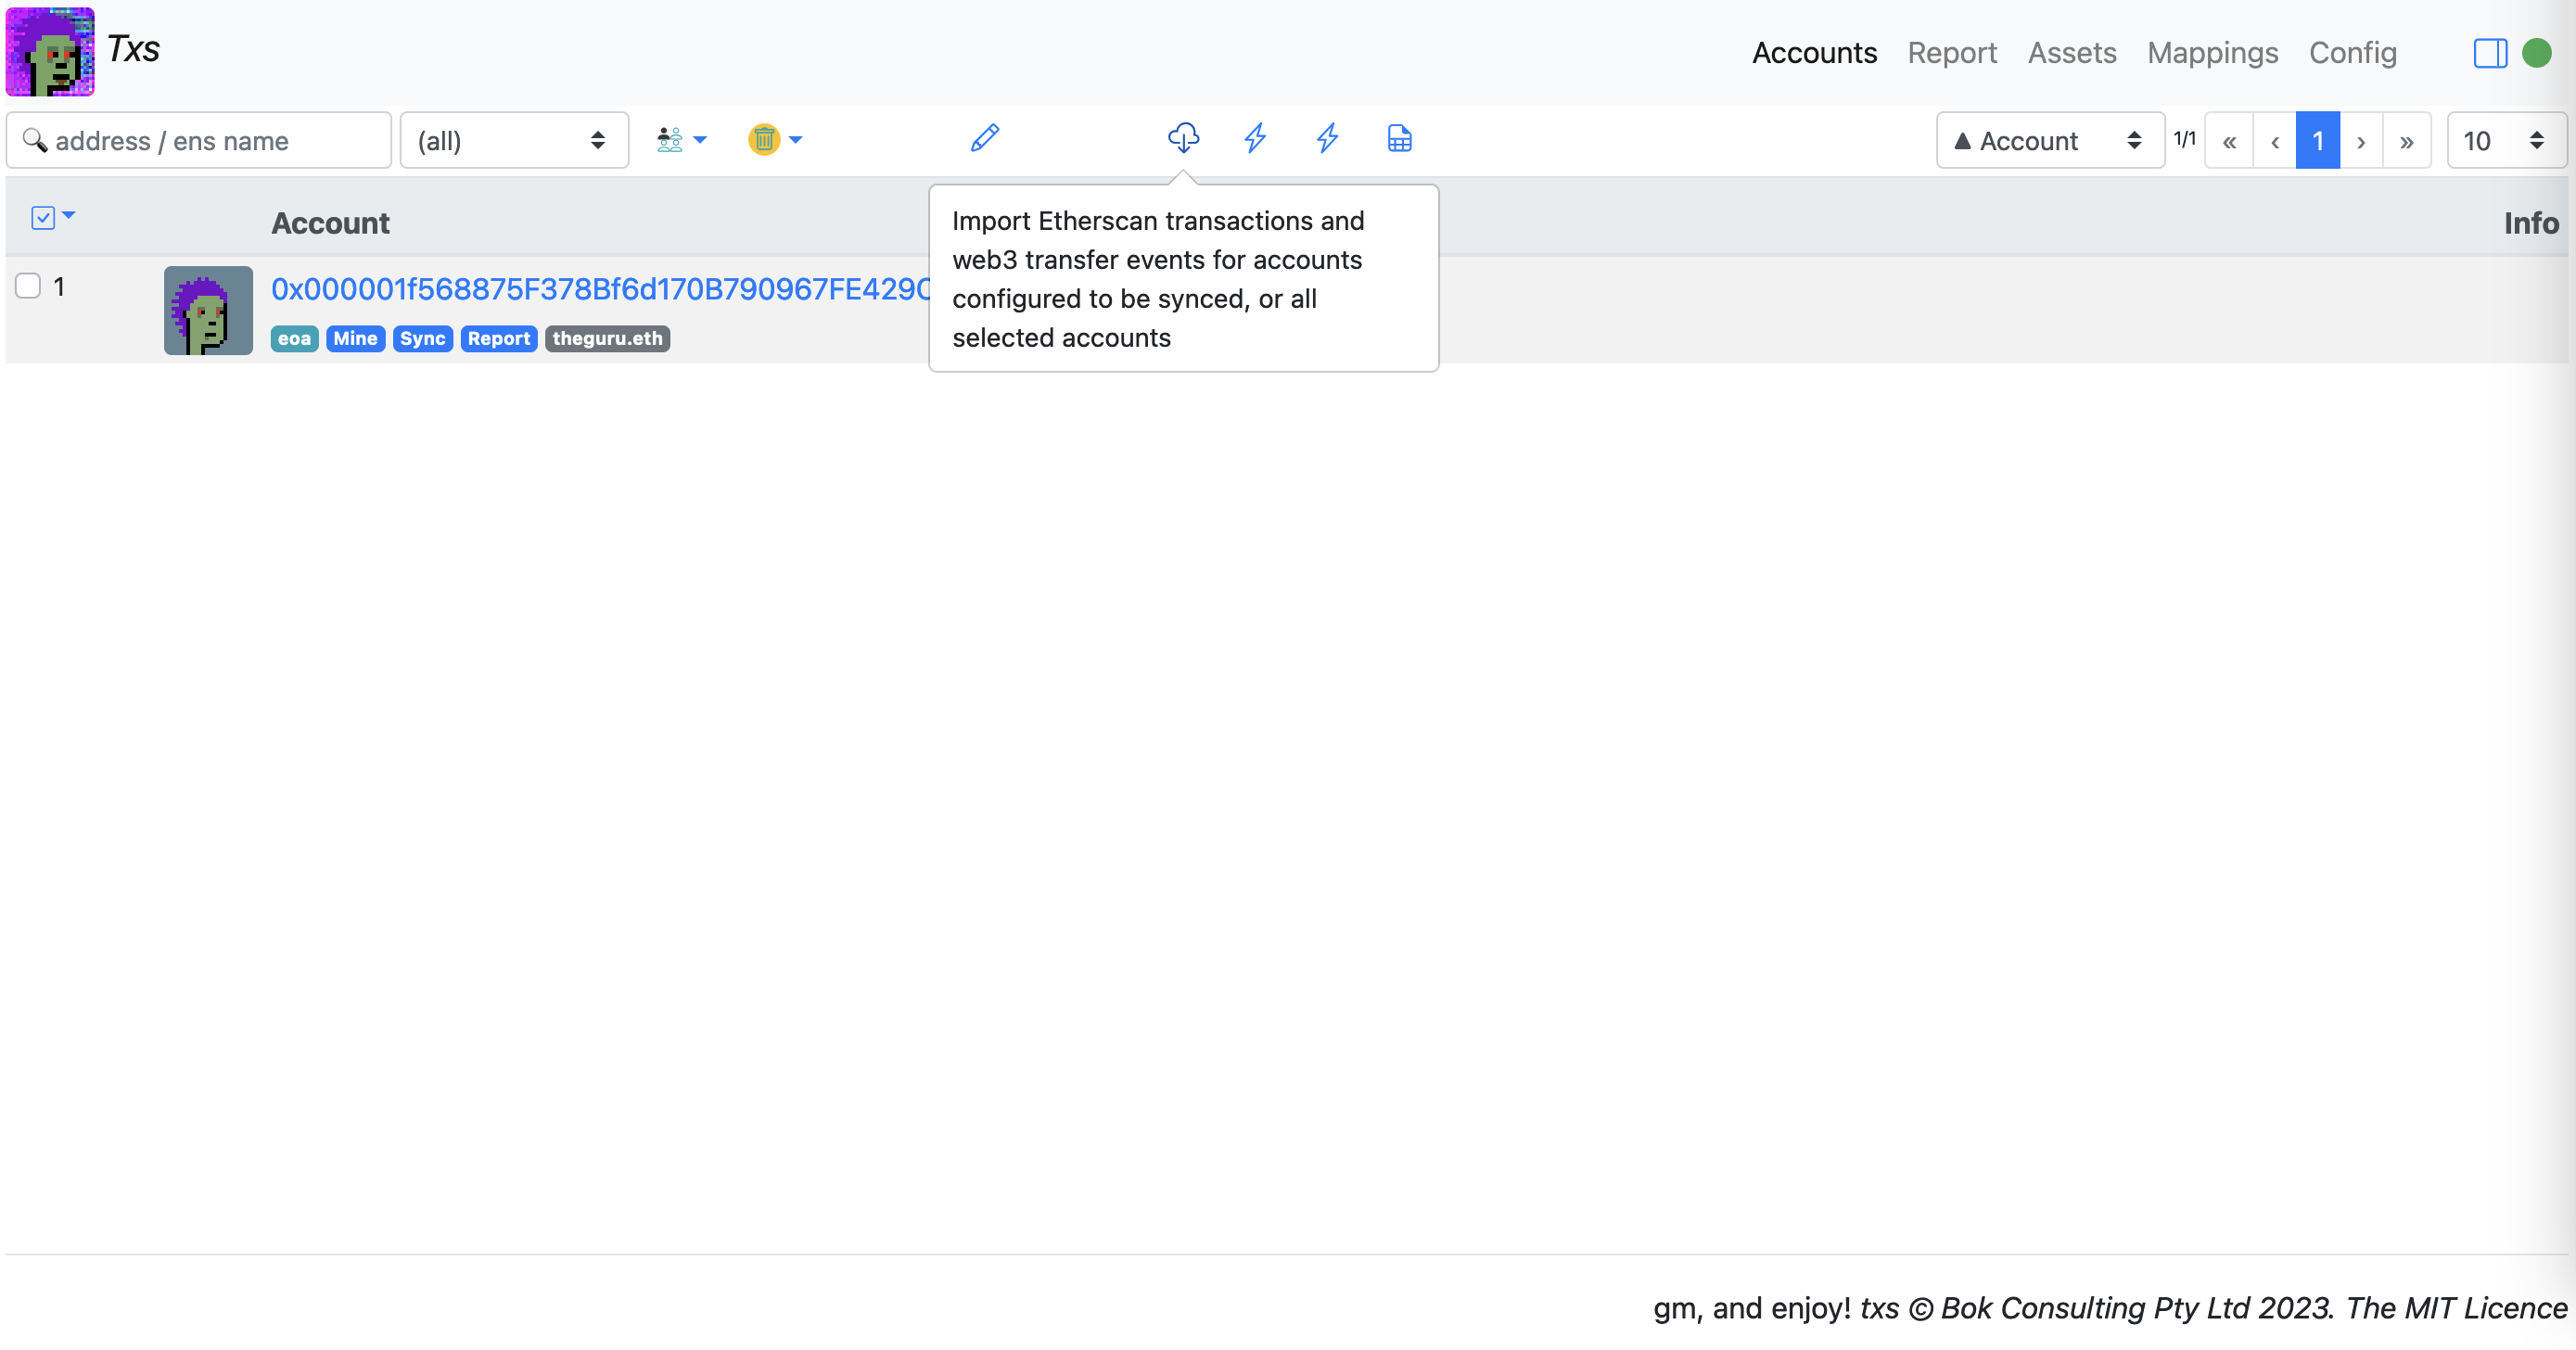 Txs
Accounts Report Assets Mappings Config
🔍 address / ens name (all) ▲ Account 1/1 « ‹ 1 › » 10
Account Info
1 0x000001f568875F378Bf6d170B790967FE429C
eoa Mine Sync Report theguru.eth
Import Etherscan transactions and
web3 transfer events for accounts
configured to be synced, or all
selected accounts
gm, and enjoy! txs © Bok Consulting Pty Ltd 2023. The MIT Licence